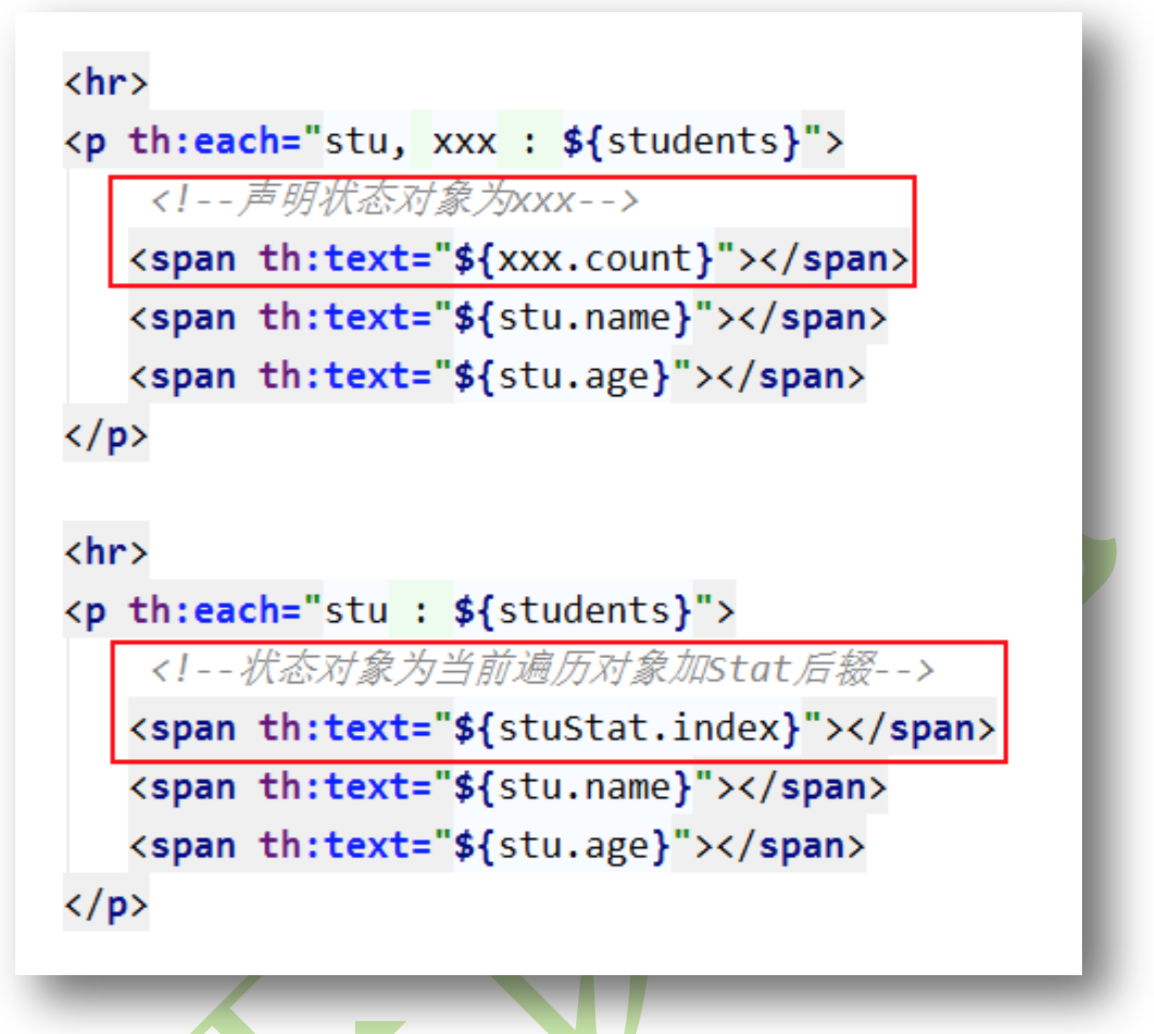 <hr>
<p th:each="stu, xxx : ${students}">
<!--声明状态对象为xxx-->
<span th:text="${xxx.count}"></span>
<span th:text="${stu.name}"></span>
<span th:text="${stu.age}"></span>
</p>
<hr>
<p th:each="stu : ${students}">
<!--状态对象为当前遍历对象加Stat后辍-->
<span th:text="${stuStat.index}"></span>
<span th:text="${stu.name}"></span>
<span th:text="${stu.age}"></span>
</p>